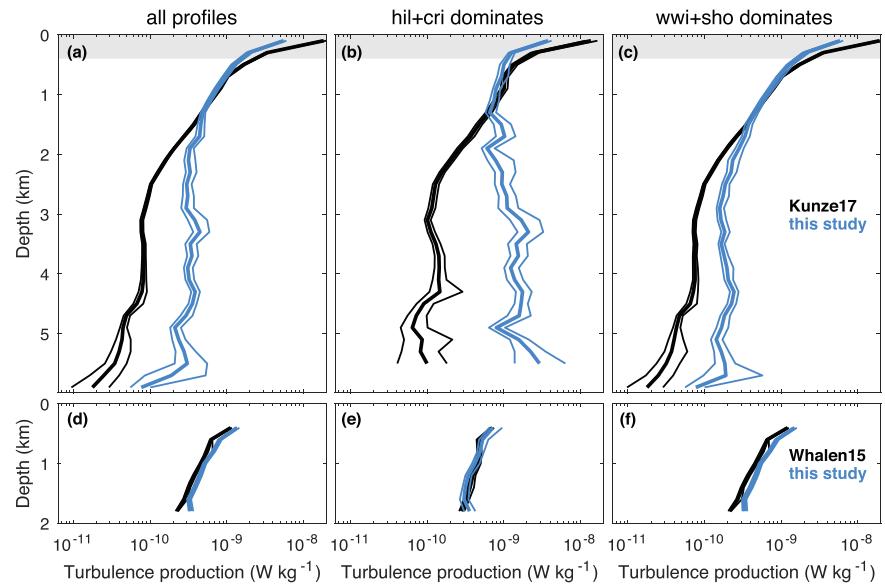 all profiles
hil+cri dominates
wwi+sho dominates
(a)
(b)
(c)
0
1
2
3
4
5
Depth (km)
Kunze17
this study
(d)
(e)
(f)
0
1
2
Depth (km)
Whalen15
this study
10⁻¹¹ 10⁻¹⁰ 10⁻⁹ 10⁻⁸
10⁻¹¹ 10⁻¹⁰ 10⁻⁹ 10⁻⁸
10⁻¹¹ 10⁻¹⁰ 10⁻⁹ 10⁻⁸
Turbulence production (W kg⁻¹)
Turbulence production (W kg⁻¹)
Turbulence production (W kg⁻¹)